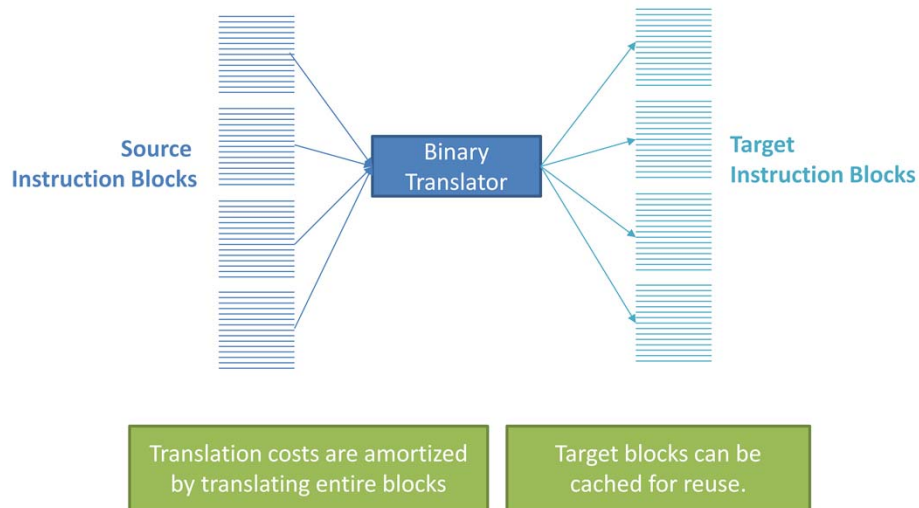 Source
Instruction Blocks
Binary
Translator
Target
Instruction Blocks
Translation costs are amortized
by translating entire blocks
Target blocks can be
cached for reuse.